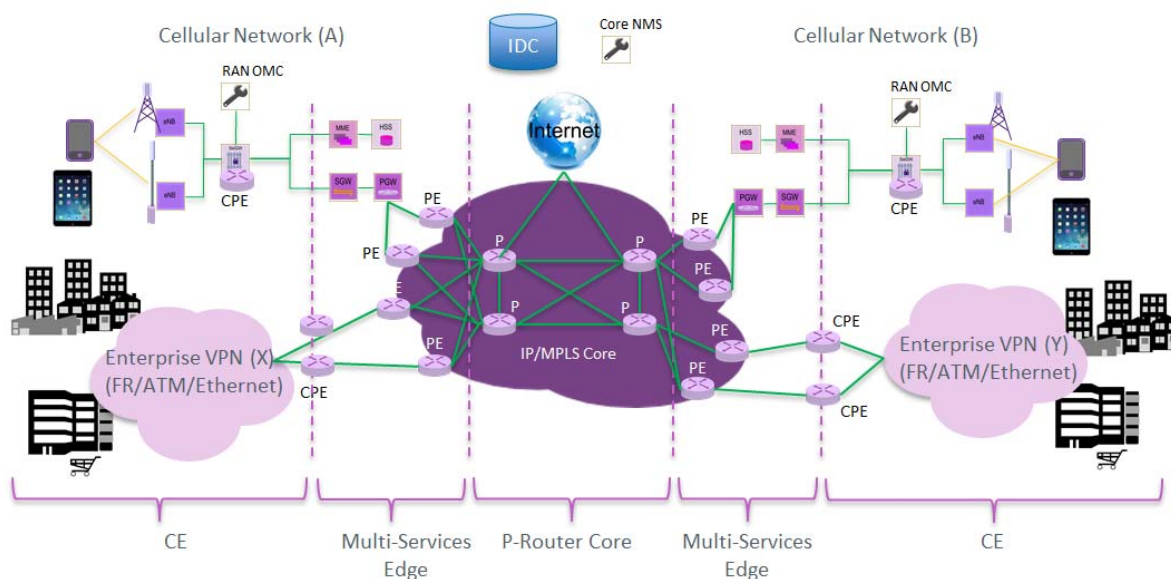 Cellular Network (A)
IDC
Core NMS
Cellular Network (B)
RAN OMC
RAN OMC
Internet
eNB
SeGW
MME
HSS
HSS
MME
SeGW
eNB
eNB
CPE
SGW
PGW
PE
PE
PGW
SGW
CPE
eNB
PE
P
P
PE
E
P
P
PE
Enterprise VPN (X)
(FR/ATM/Ethernet)
CPE
PE
IP/MPLS Core
PE
CPE
CPE
Enterprise VPN (Y)
(FR/ATM/Ethernet)
CE
Multi-Services
Edge
P-Router Core
Multi-Services
Edge
CE